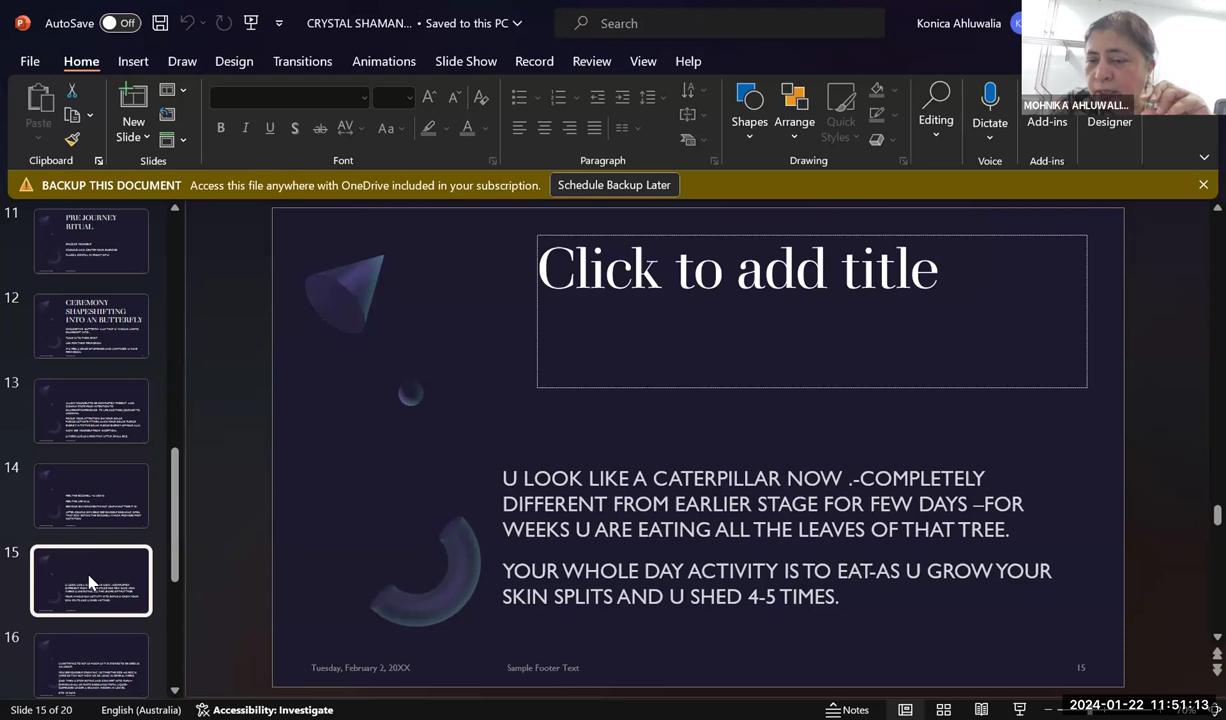 AutoSave Off CRYSTAL SHAMAN... • Saved to this PC Search Konica Ahluwalia
File Home Insert Draw Design Transitions Animations Slide Show Record Review View Help
MOHNIKA AHLUWALI...
Paste New Slide Shapes Arrange Quick Styles Editing Dictate Add-ins Designer
B I U S ab AV Aa A
Clipboard Slides Font Paragraph Drawing Voice Add-ins
BACKUP THIS DOCUMENT Access this file anywhere with OneDrive included in your subscription. Schedule Backup Later
11
PRE JOURNEY
RITUAL
12
CEREMONY
SHAPESHIFTING
INTO AN BUTTERFLY
13
14
15
16
Click to add title
U LOOK LIKE A CATERPILLAR NOW .-COMPLETELY
DIFFERENT FROM EARLIER STAGE FOR FEW DAYS –FOR
WEEKS U ARE EATING ALL THE LEAVES OF THAT TREE.
YOUR WHOLE DAY ACTIVITY IS TO EAT-AS U GROW YOUR
SKIN SPLITS AND U SHED 4-5 TIMES.
Tuesday, February 2, 20XX Sample Footer Text 15
Slide 15 of 20 English (Australia) Accessibility: Investigate Notes
2024-01-22 11:51:13